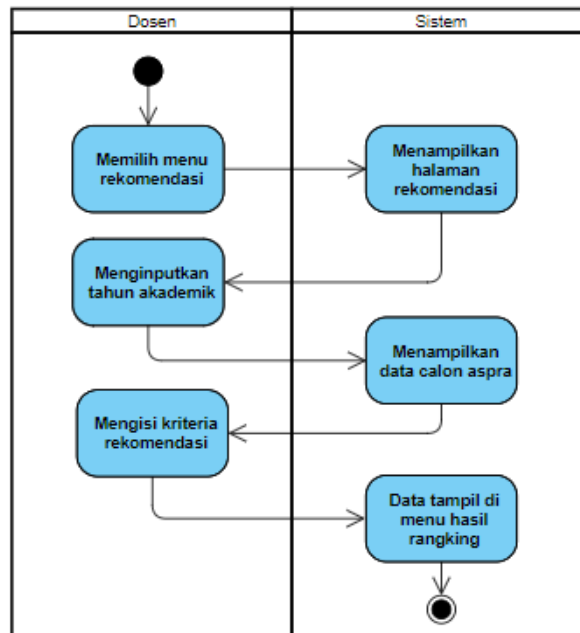 Dosen
Sistem
Memilih menu
rekomendasi
Menampilkan
halaman
rekomendasi
Menginputkan
tahun akademik
Menampilkan
data calon aspra
Mengisi kriteria
rekomendasi
Data tampil di
menu hasil
rangking